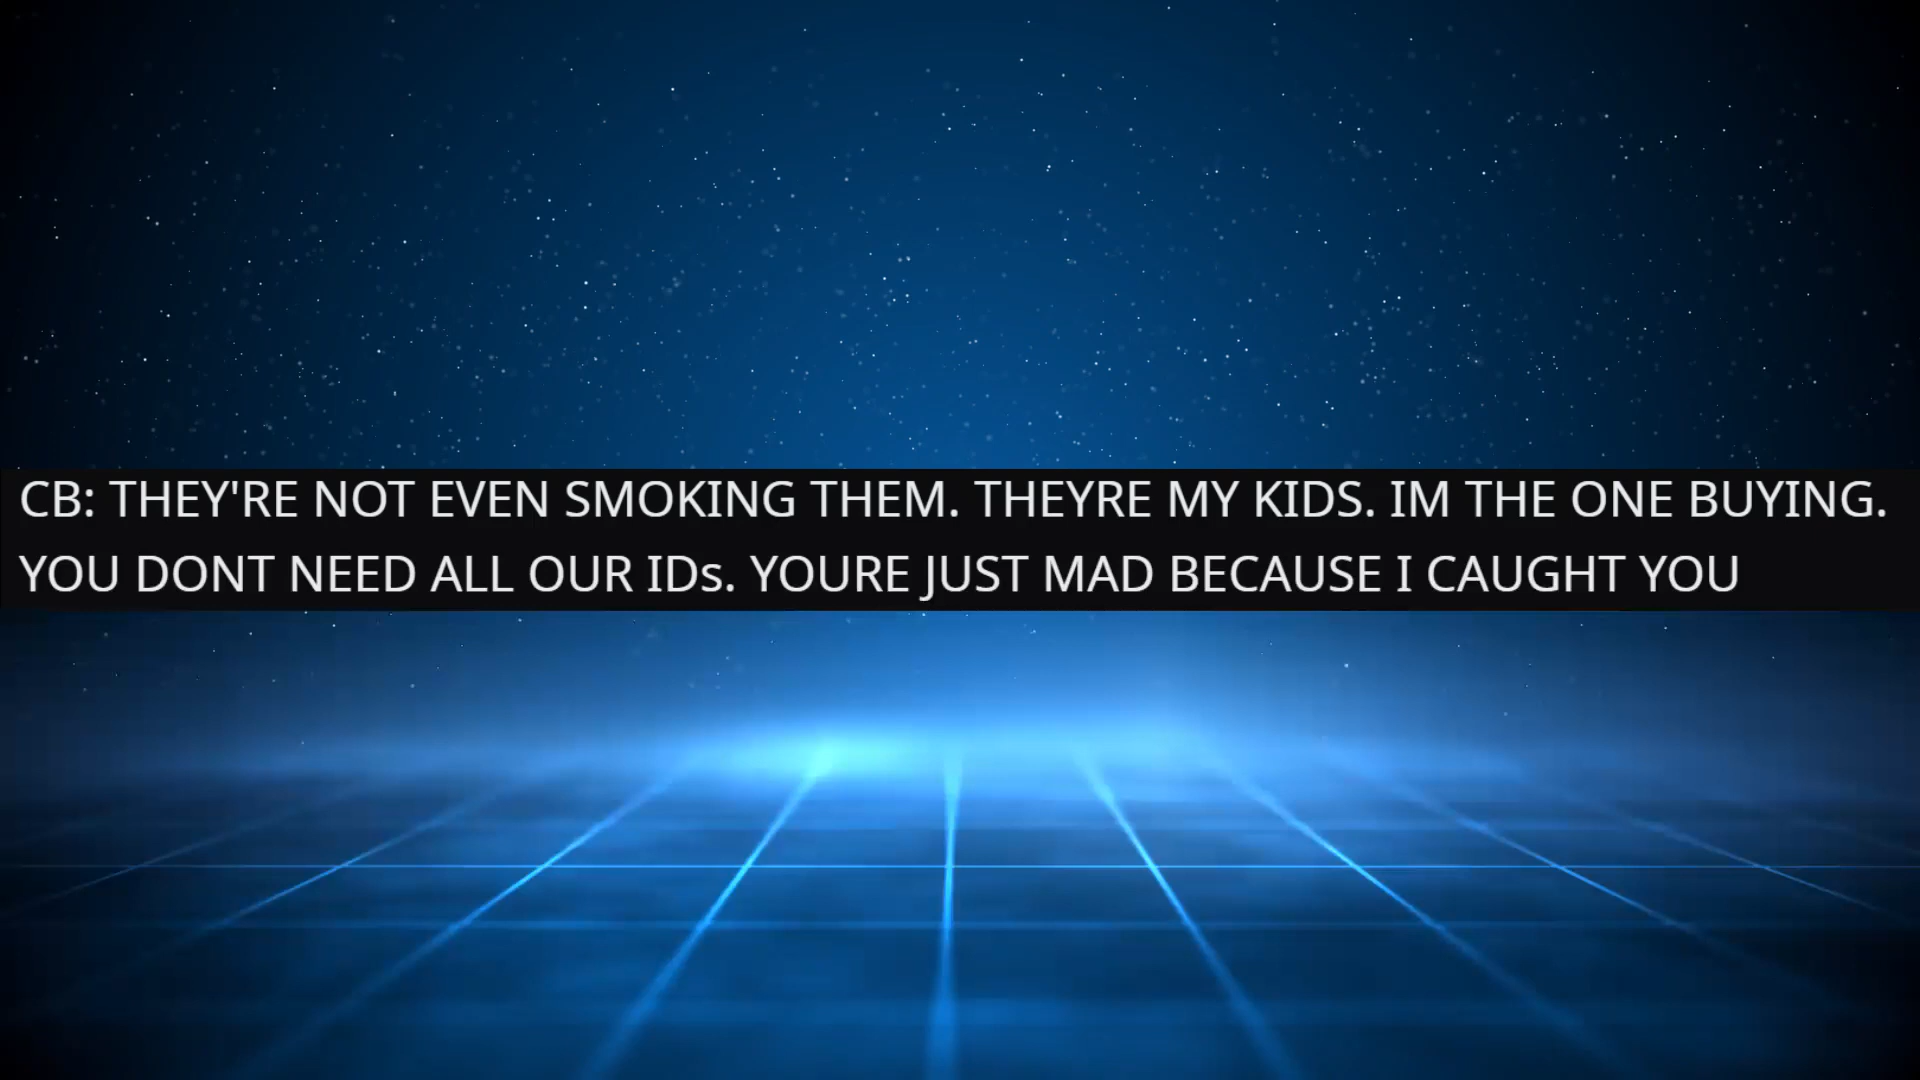 CB: THEY'RE NOT EVEN SMOKING THEM. THEYRE MY KIDS. IM THE ONE BUYING.
YOU DONT NEED ALL OUR IDs. YOURE JUST MAD BECAUSE I CAUGHT YOU